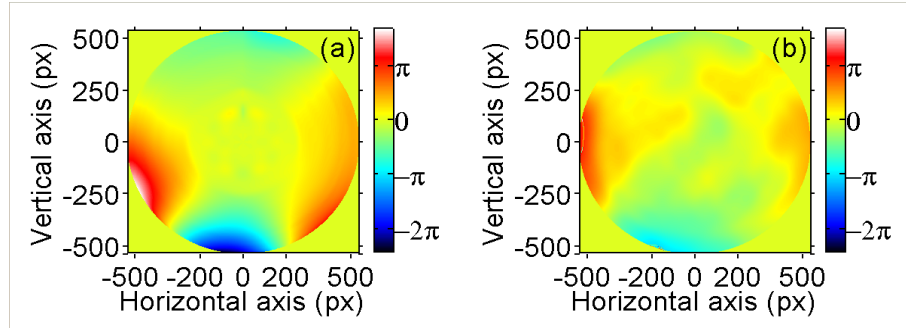 (a)
Vertical axis (px)
500
250
0
-250
-500
-500 -200 0 200 500
Horizontal axis (px)
π
0
−π
−2π
(b)
Vertical axis (px)
500
250
0
-250
-500
-500 -200 0 200 500
Horizontal axis (px)
π
0
−π
−2π